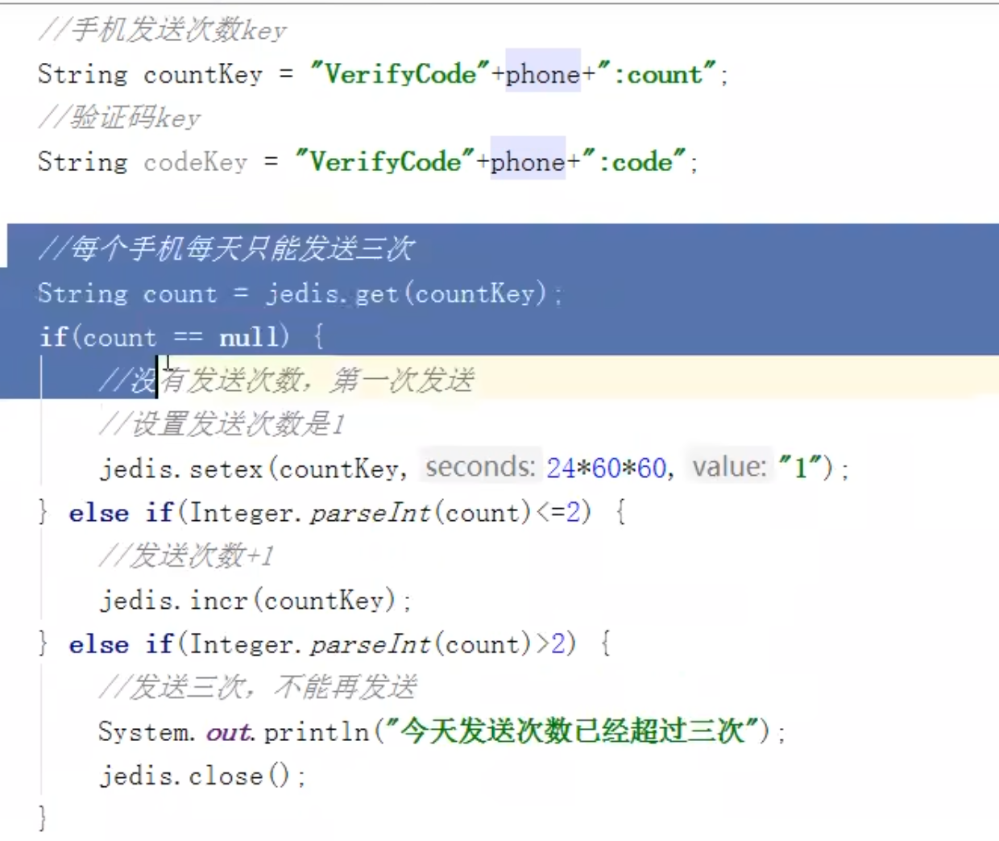 //手机发送次数key
String countKey = "VerifyCode"+phone+":count";
//验证码key
String codeKey = "VerifyCode"+phone+":code";
//每个手机每天只能发送三次
String count = jedis.get(countKey);
if(count == null) {
//没有发送次数，第一次发送
//设置发送次数是1
jedis.setex(countKey, seconds: 24*60*60, value: "1");
} else if(Integer.parseInt(count)<=2) {
//发送次数+1
jedis.incr(countKey);
} else if(Integer.parseInt(count)>2) {
//发送三次，不能再发送
System.out.println("今天发送次数已经超过三次");
jedis.close();
}